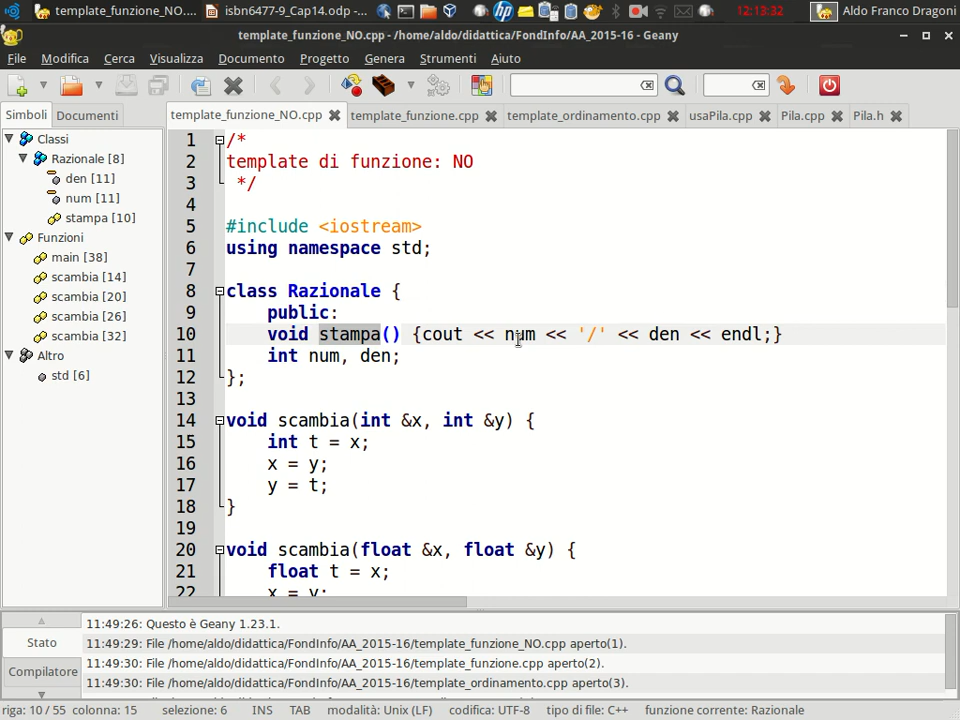 template_funzione_NO.c....
isbn6477-9_Cap14.odp -...
12:13:32
Aldo Franco Dragoni
template_funzione_NO.cpp - /home/aldo/didattica/FondInfo/AA_2015-16 - Geany
File Modifica Cerca Visualizza Documento Progetto Genera Strumenti Aiuto
Simboli Documenti
template_funzione_NO.cpp template_funzione.cpp template_ordinamento.cpp usaPila.cpp Pila.cpp Pila.h
Classi
Razionale [8]
den [11]
num [11]
stampa [10]
Funzioni
main [38]
scambia [14]
scambia [20]
scambia [26]
scambia [32]
Altro
std [6]
1 /*
2 template di funzione: NO
3 */
4
5 #include <iostream>
6 using namespace std;
7
8 class Razionale {
9 public:
10 void stampa() {cout << num << '/' << den << endl;}
11 int num, den;
12 };
13
14 void scambia(int &x, int &y) {
15 int t = x;
16 x = y;
17 y = t;
18 }
19
20 void scambia(float &x, float &y) {
21 float t = x;
22 x = y;
Stato
Compilatore
11:49:26: Questo è Geany 1.23.1.
11:49:29: File /home/aldo/didattica/FondInfo/AA_2015-16/template_funzione_NO.cpp aperto(1).
11:49:30: File /home/aldo/didattica/FondInfo/AA_2015-16/template_funzione.cpp aperto(2).
11:49:30: File /home/aldo/didattica/FondInfo/AA_2015-16/template_ordinamento.cpp aperto(3).
riga: 10 / 55 colonna: 15 selezione: 6 INS TAB modalità: Unix (LF) codifica: UTF-8 tipo di file: C++ funzione corrente: Razionale